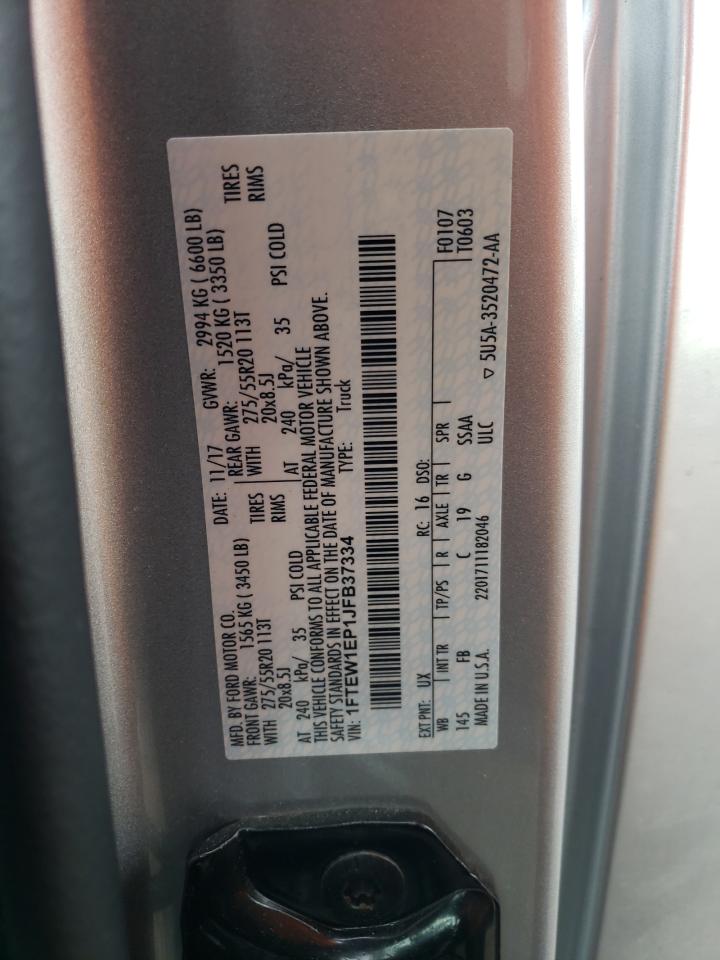 MFD. BY FORD MOTOR CO. DATE: 11/17 GVWR: 2994 KG ( 6600 LB)
FRONT GAWR: 1565 KG ( 3450 LB) REAR GAWR: 1520 KG ( 3350 LB)
WITH 275/55R20 113T TIRES WITH 275/55R20 113T TIRES
20x8.5J RIMS 20x8.5J RIMS
AT 240 kPa/ 35 PSI COLD AT 240 kPa/ 35 PSI COLD
THIS VEHICLE CONFORMS TO ALL APPLICABLE FEDERAL MOTOR VEHICLE
SAFETY STANDARDS IN EFFECT ON THE DATE OF MANUFACTURE SHOWN ABOVE.
VIN: 1FTEW1EP1JFB37334 TYPE: Truck
EXT PNT: UX RC: 16 DSO: F0107
WB INT TR TP/PS R AXLE TR SPR T0603
145 FB C 19 G SSAA
MADE IN U.S.A. 2201711182046 ULC ▽ 5U5A-3520472-AA